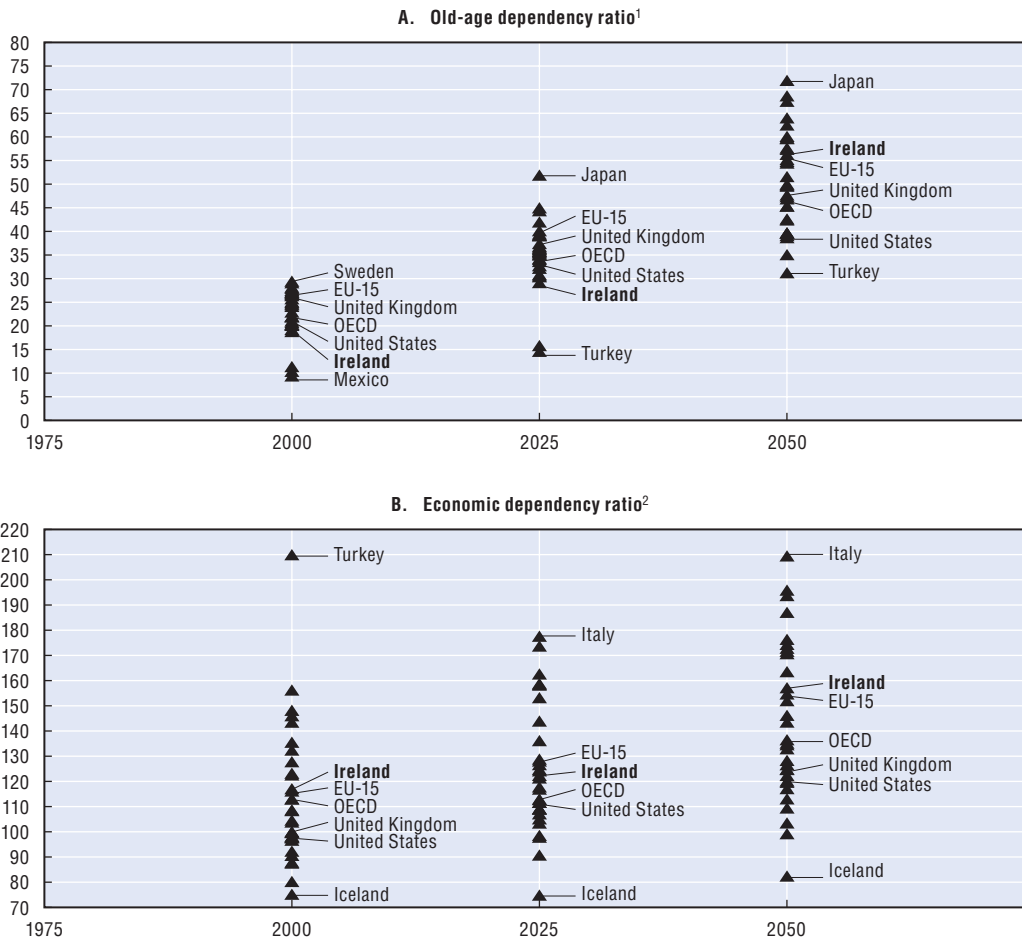 A. Old-age dependency ratio1
80
75
70
65
60
55
50
45
40
35
30
25
20
15
10
5
0
Sweden
EU-15
United Kingdom
OECD
United States
Ireland
Mexico
Japan
EU-15
United Kingdom
OECD
United States
Ireland
Turkey
Japan
Ireland
EU-15
United Kingdom
OECD
United States
Turkey
1975 2000 2025 2050
B. Economic dependency ratio2
220
210
200
190
180
170
160
150
140
130
120
110
100
90
80
70
Turkey
Ireland
EU-15
OECD
United Kingdom
United States
Iceland
Italy
EU-15
Ireland
OECD
United States
Iceland
Italy
Ireland
EU-15
OECD
United Kingdom
United States
Iceland
1975 2000 2025 2050